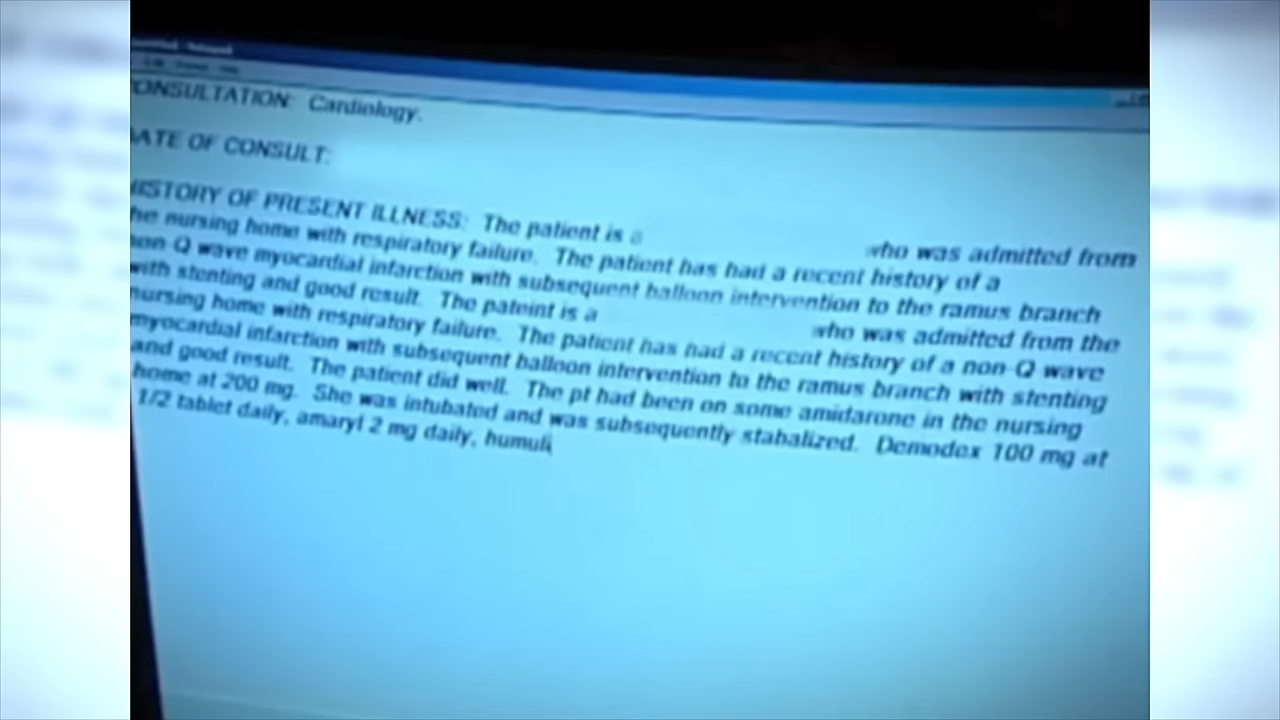 CONSULTATION: Cardiology.
DATE OF CONSULT:
HISTORY OF PRESENT ILLNESS: The patient is a who was admitted from
the nursing home with respiratory failure. The patient has had a recent history of a
non-Q wave myocardial infarction with subsequent balloon intervention to the ramus branch
with stenting and good result. The pateint is a who was admitted from the
nursing home with respiratory failure. The patient has had a recent history of a non-Q wave
myocardial infarction with subsequent balloon intervention to the ramus branch with stenting
and good result. The patient did well. The pt had been on some amidarone in the nursing
home at 200 mg. She was intubated and was subsequently stabalized. Demodex 100 mg at
1/2 tablet daily, amaryl 2 mg daily, humuli